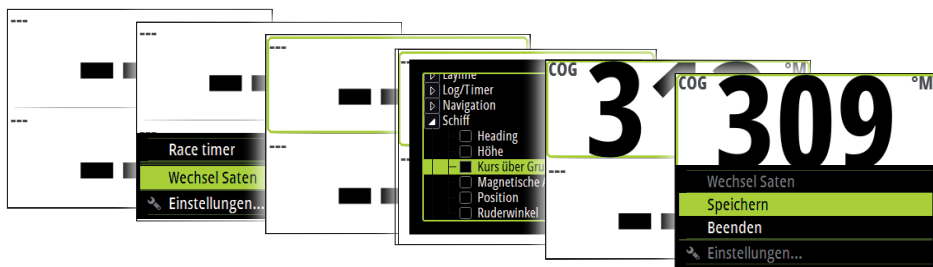 ---
---
---
---
Race timer
Wechsel Saten
Einstellungen...
---
---
Layline
Log/Timer
Navigation
Schiff
Heading
Höhe
Kurs über Gru
Magnetische
Position
Ruderwinkel
COG
°M
---
COG 309 °M
Wechsel Saten
Speichern
Beenden
Einstellungen...